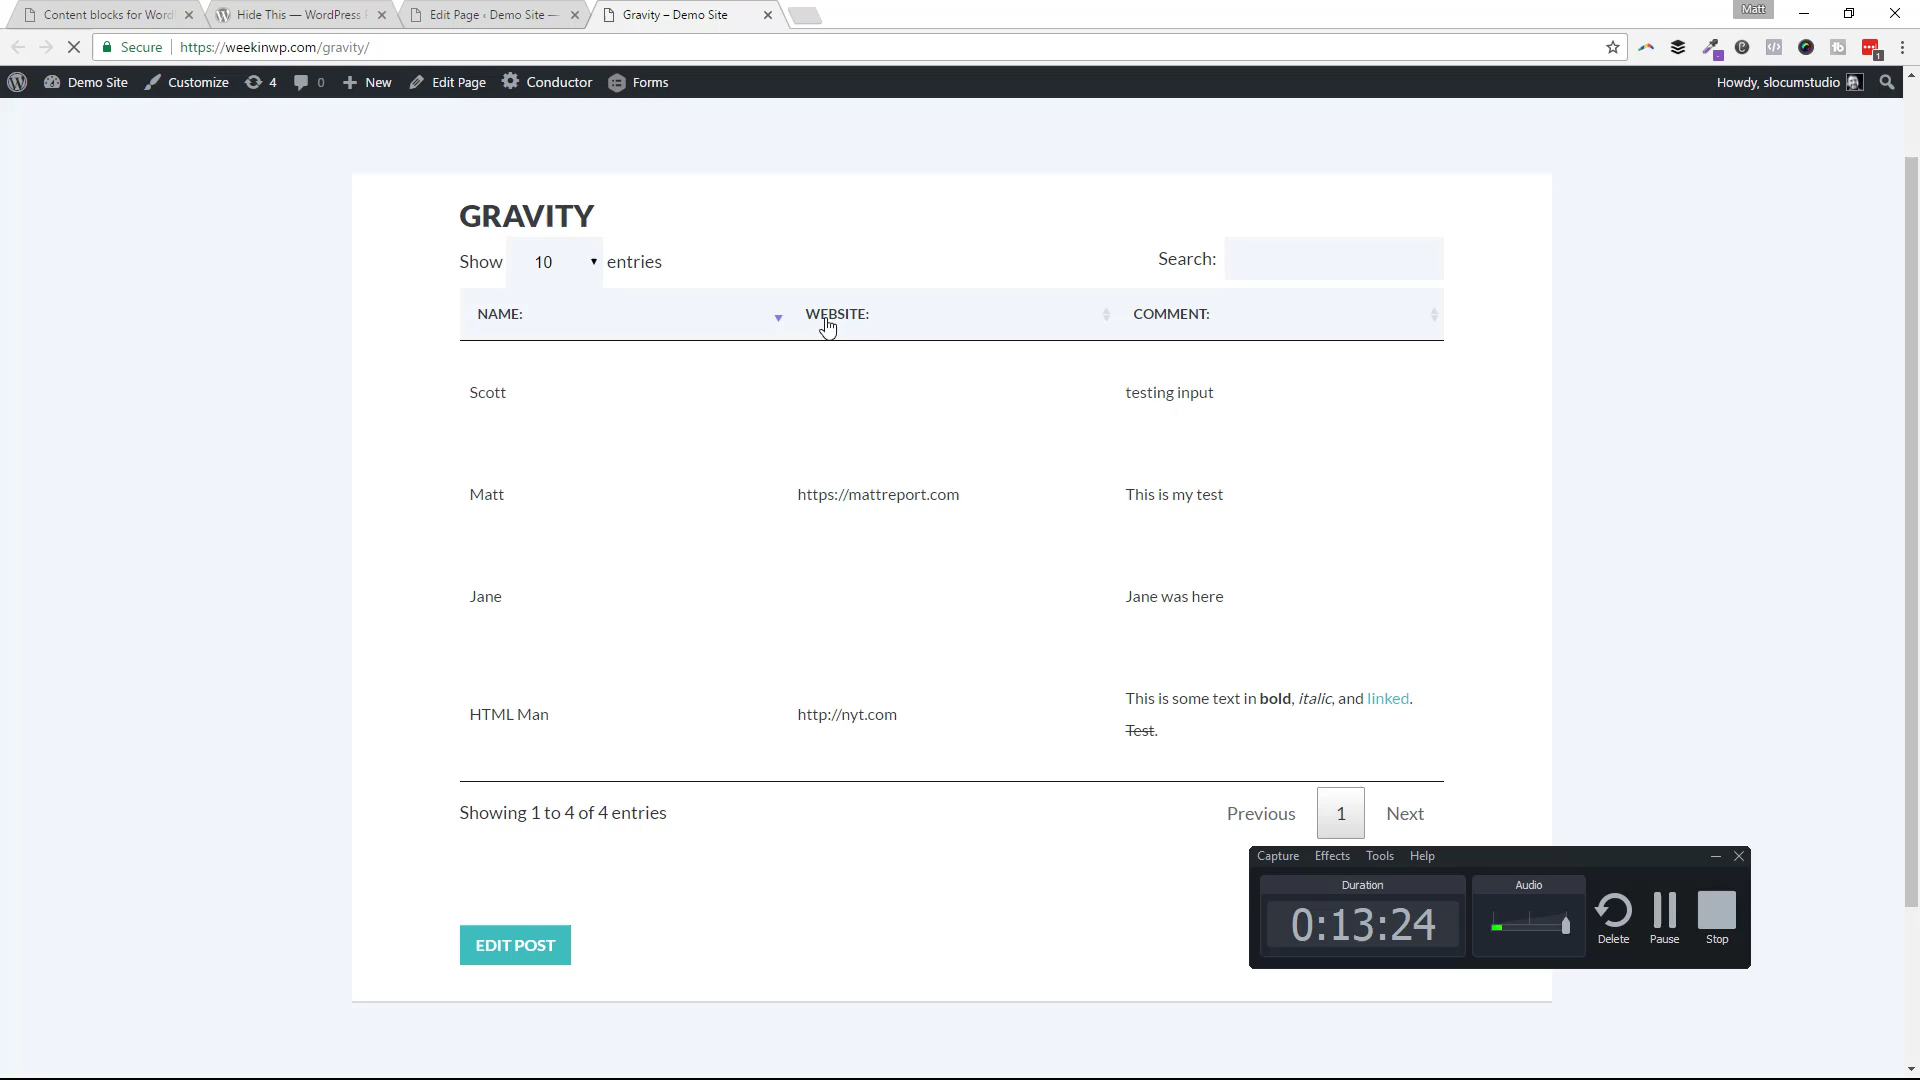 Content blocks for Word
Hide This — WordPress
Edit Page ‹ Demo Site —
Gravity – Demo Site
Matt
Secure
https://weekinwp.com/gravity/
1
Demo Site
Customize
4
0
New
Edit Page
Conductor
Forms
Howdy, slocumstudio
GRAVITY
Show 10 entries
Search:
NAME: WEBSITE: COMMENT:
Scott testing input
Matt https://mattreport.com This is my test
Jane Jane was here
This is some text in bold, italic, and linked.
HTML Man http://nyt.com
Test.
Showing 1 to 4 of 4 entries
Previous 1 Next
Capture Effects Tools Help
Duration Audio
0:13:24
Delete Pause Stop
EDIT POST